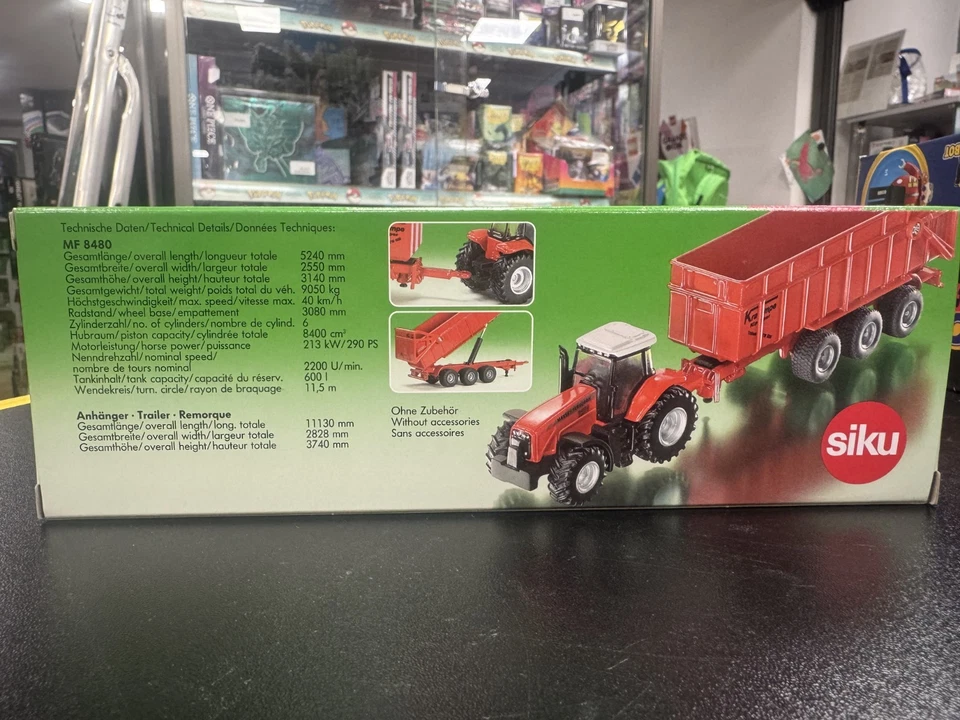 Technische Daten/Technical Details/Données Techniques:
MF 8480
Gesamtlänge/overall length/longueur totale 5240 mm
Gesamtbreite/overall width/largeur totale 2550 mm
Gesamthöhe/overall height/hauteur totale 3140 mm
Gesamtgewicht/total weight/poids total du véh. 9050 kg
Höchstgeschwindigkeit/max. speed/vitesse max. 40 km/h
Radstand/wheel base/empattement 3080 mm
Zylinderzahl/no. of cylinders/nombre de cylind. 6
Hubraum/piston capacity/cylindrée totale 8400 cm³
Motorleistung/horse power/puissance 213 kW/290 PS
Nenndrehzahl/nominal speed/
nombre de tours nominal 2200 U/min.
Tankinhalt/tank capacity/capacité du réserv. 600 l
Wendekreis/turn. circle/rayon de braquage 11,5 m
Anhänger · Trailer · Remorque
Gesamtlänge/overall length/long. totale 11130 mm
Gesamtbreite/overall width/largeur totale 2828 mm
Gesamthöhe/overall height/hauteur totale 3740 mm
Ohne Zubehör
Without accessories
Sans accessoires
Krampe
siku
ONE PIECE